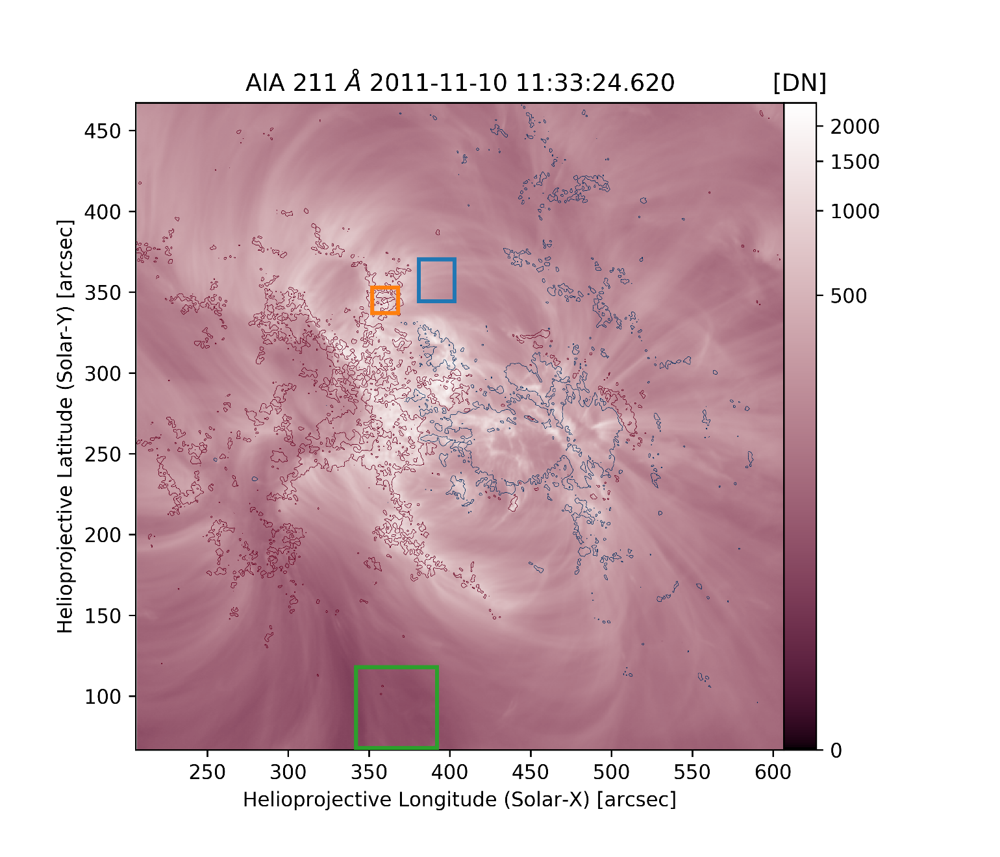 AIA 211 Å 2011-11-10 11:33:24.620
[DN]
450
400
350
300
250
200
150
100
Helioprojective Latitude (Solar-Y) [arcsec]
2000
1500
1000
500
0
250 300 350 400 450 500 550 600
Helioprojective Longitude (Solar-X) [arcsec]